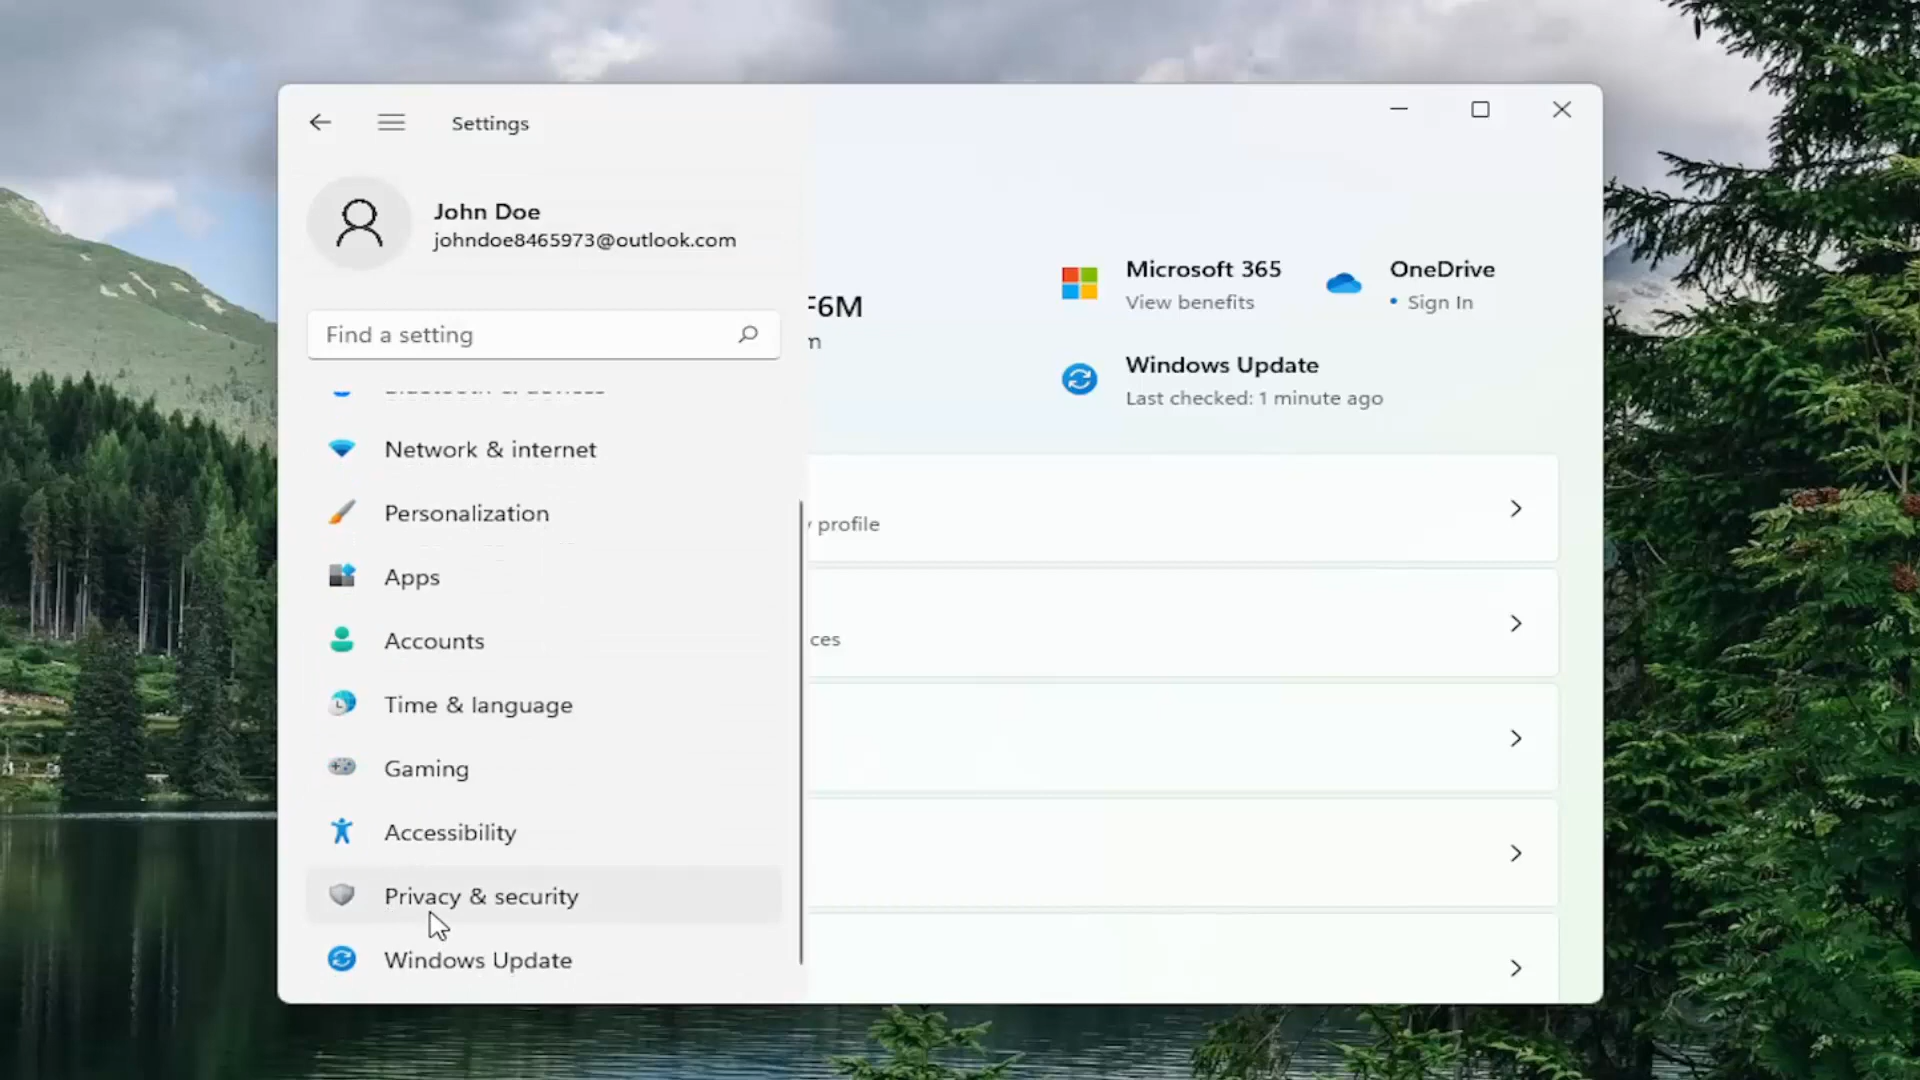 Settings
John Doe
johndoe8465973@outlook.com
Find a setting
Network & internet
Personalization
Apps
Accounts
Time & language
Gaming
Accessibility
Privacy & security
Windows Update
F6M
m
Microsoft 365
View benefits
OneDrive
• Sign In
Windows Update
Last checked: 1 minute ago
profile
ces